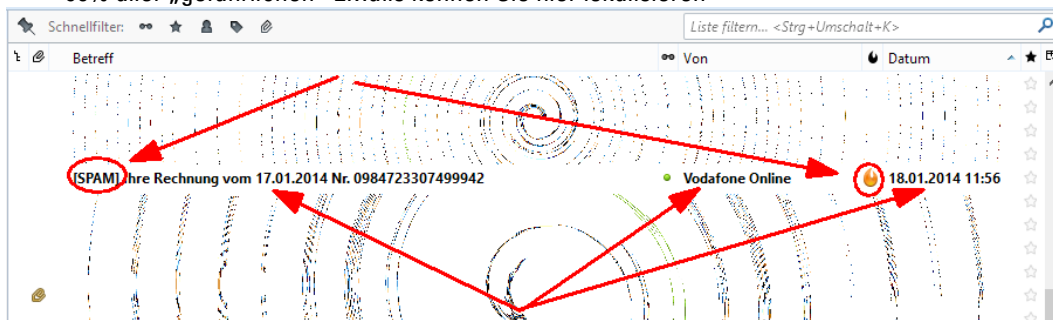 Schnellfilter:
Liste filtern... <Strg+Umschalt+K>
Betreff Von Datum
[SPAM] Ihre Rechnung vom 17.01.2014 Nr. 0984723307499942 Vodafone Online 18.01.2014 11:56